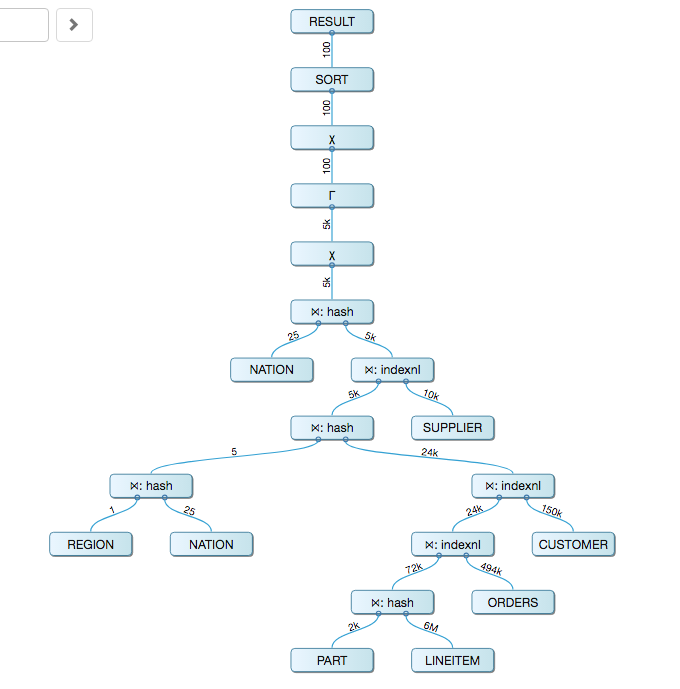 RESULT
100
SORT
100
χ
100
Γ
5k
χ
5k
⋈: hash
25
5k
NATION
⋈: indexnl
5k
10k
⋈: hash
SUPPLIER
5
24k
⋈: hash
⋈: indexnl
1
25
24k
150k
REGION
NATION
⋈: indexnl
CUSTOMER
72k
494k
⋈: hash
ORDERS
2k
6M
PART
LINEITEM